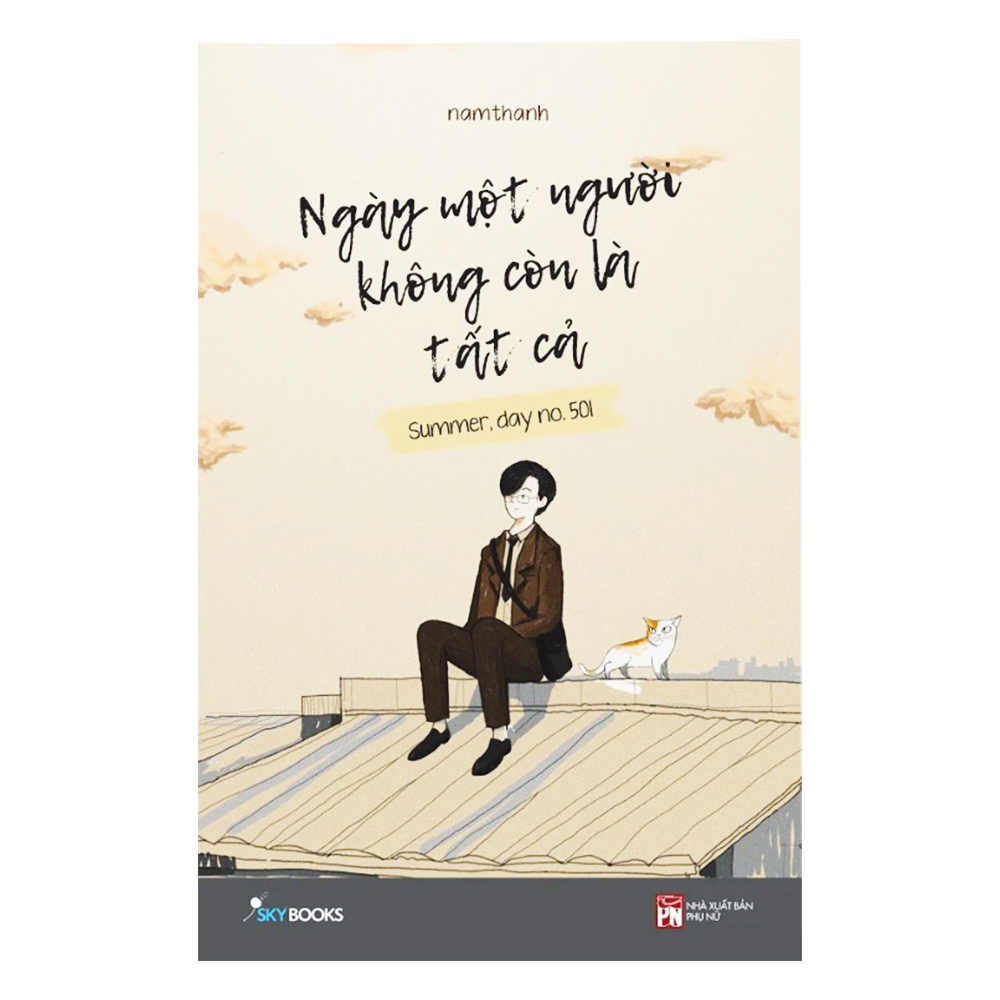 namthanh
Ngày một người
không còn là
tất cả
Summer, day no. 501
SKYBOOKS
PN
NHÀ XUẤT BẢN
PHỤ NỮ